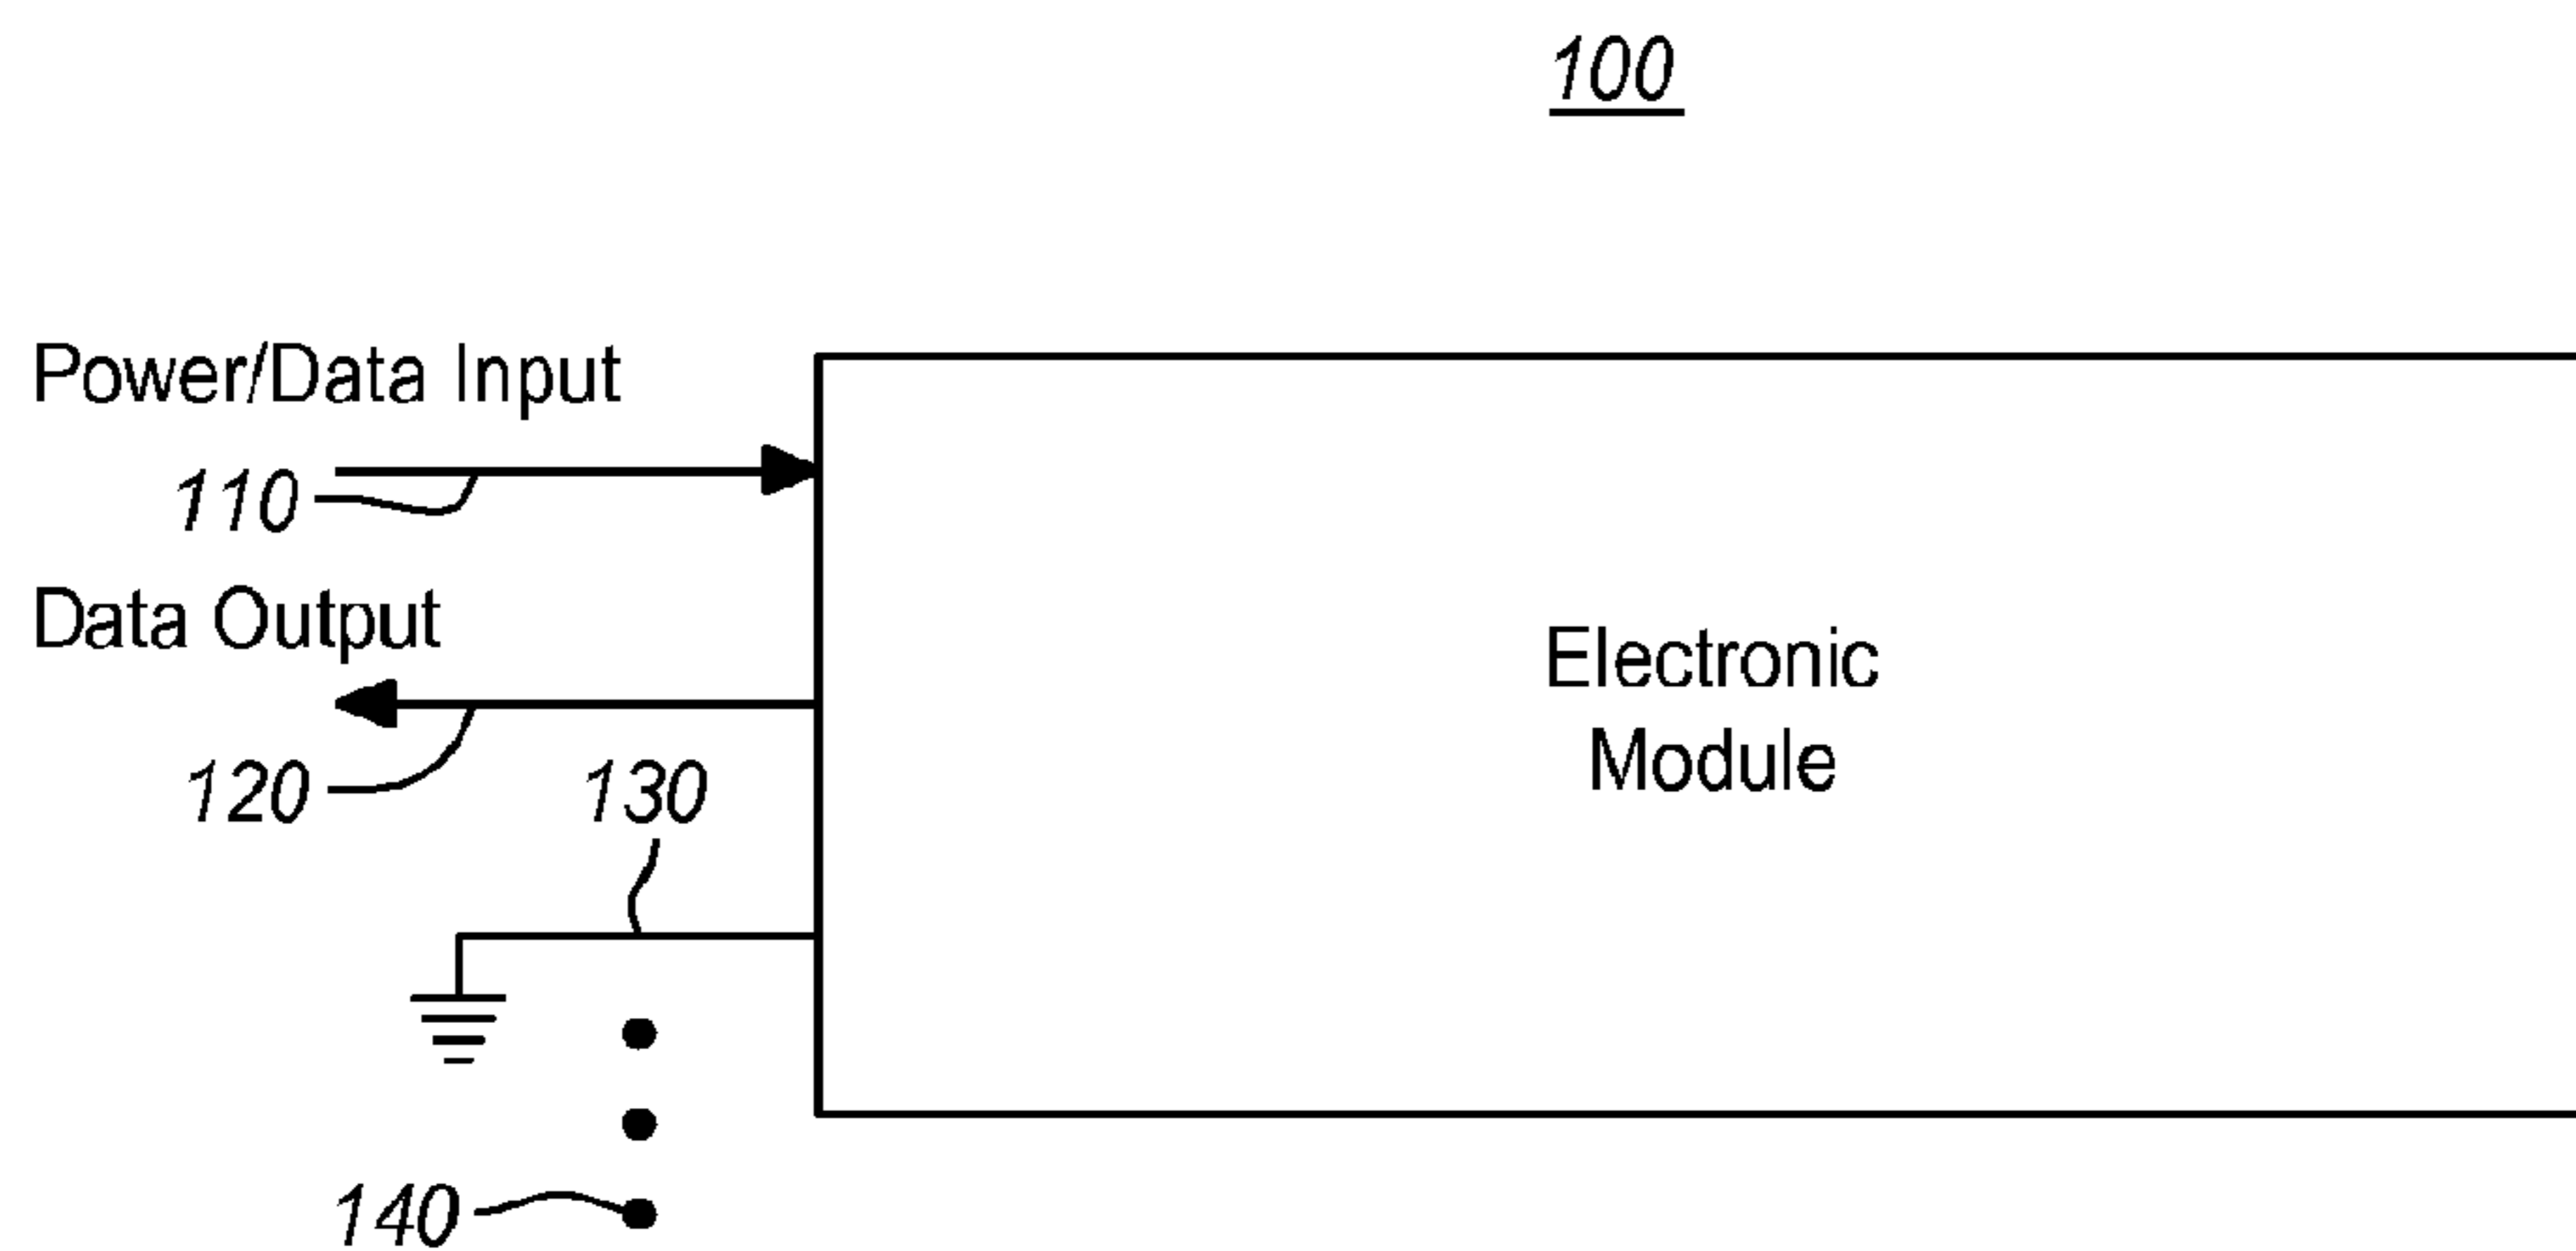 100
Power/Data Input
110
Data Output
120
130
Electronic
Module
140